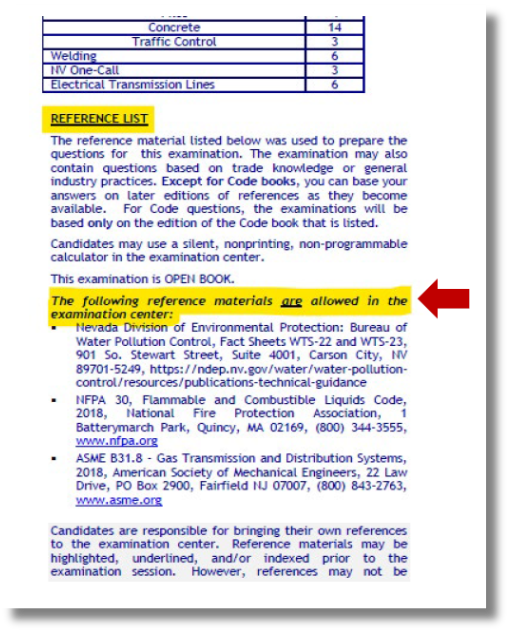 Concrete 14
Traffic Control 3
Welding 6
NV One-Call 3
Electrical Transmission Lines 6
REFERENCE LIST
The reference material listed below was used to prepare the
questions for this examination. The examination may also
contain questions based on trade knowledge or general
industry practices. Except for Code books, you can base your
answers on later editions of references as they become
available. For Code questions, the examinations will be
based only on the edition of the Code book that is listed.
Candidates may use a silent, nonprinting, non-programmable
calculator in the examination center.
This examination is OPEN BOOK.
The following reference materials are allowed in the
examination center:
▪ Nevada Division of Environmental Protection: Bureau of
Water Pollution Control, Fact Sheets WTS-22 and WTS-23,
901 So. Stewart Street, Suite 4001, Carson City, NV
89701-5249, https://ndep.nv.gov/water/water-pollution-
control/resources/publications-technical-guidance
▪ NFPA 30, Flammable and Combustible Liquids Code,
2018, National Fire Protection Association, 1
Batterymarch Park, Quincy, MA 02169, (800) 344-3555,
www.nfpa.org
▪ ASME B31.8 - Gas Transmission and Distribution Systems,
2018, American Society of Mechanical Engineers, 22 Law
Drive, PO Box 2900, Fairfield NJ 07007, (800) 843-2763,
www.asme.org
Candidates are responsible for bringing their own references
to the examination center. Reference materials may be
highlighted, underlined, and/or indexed prior to the
examination session. However, references may not be